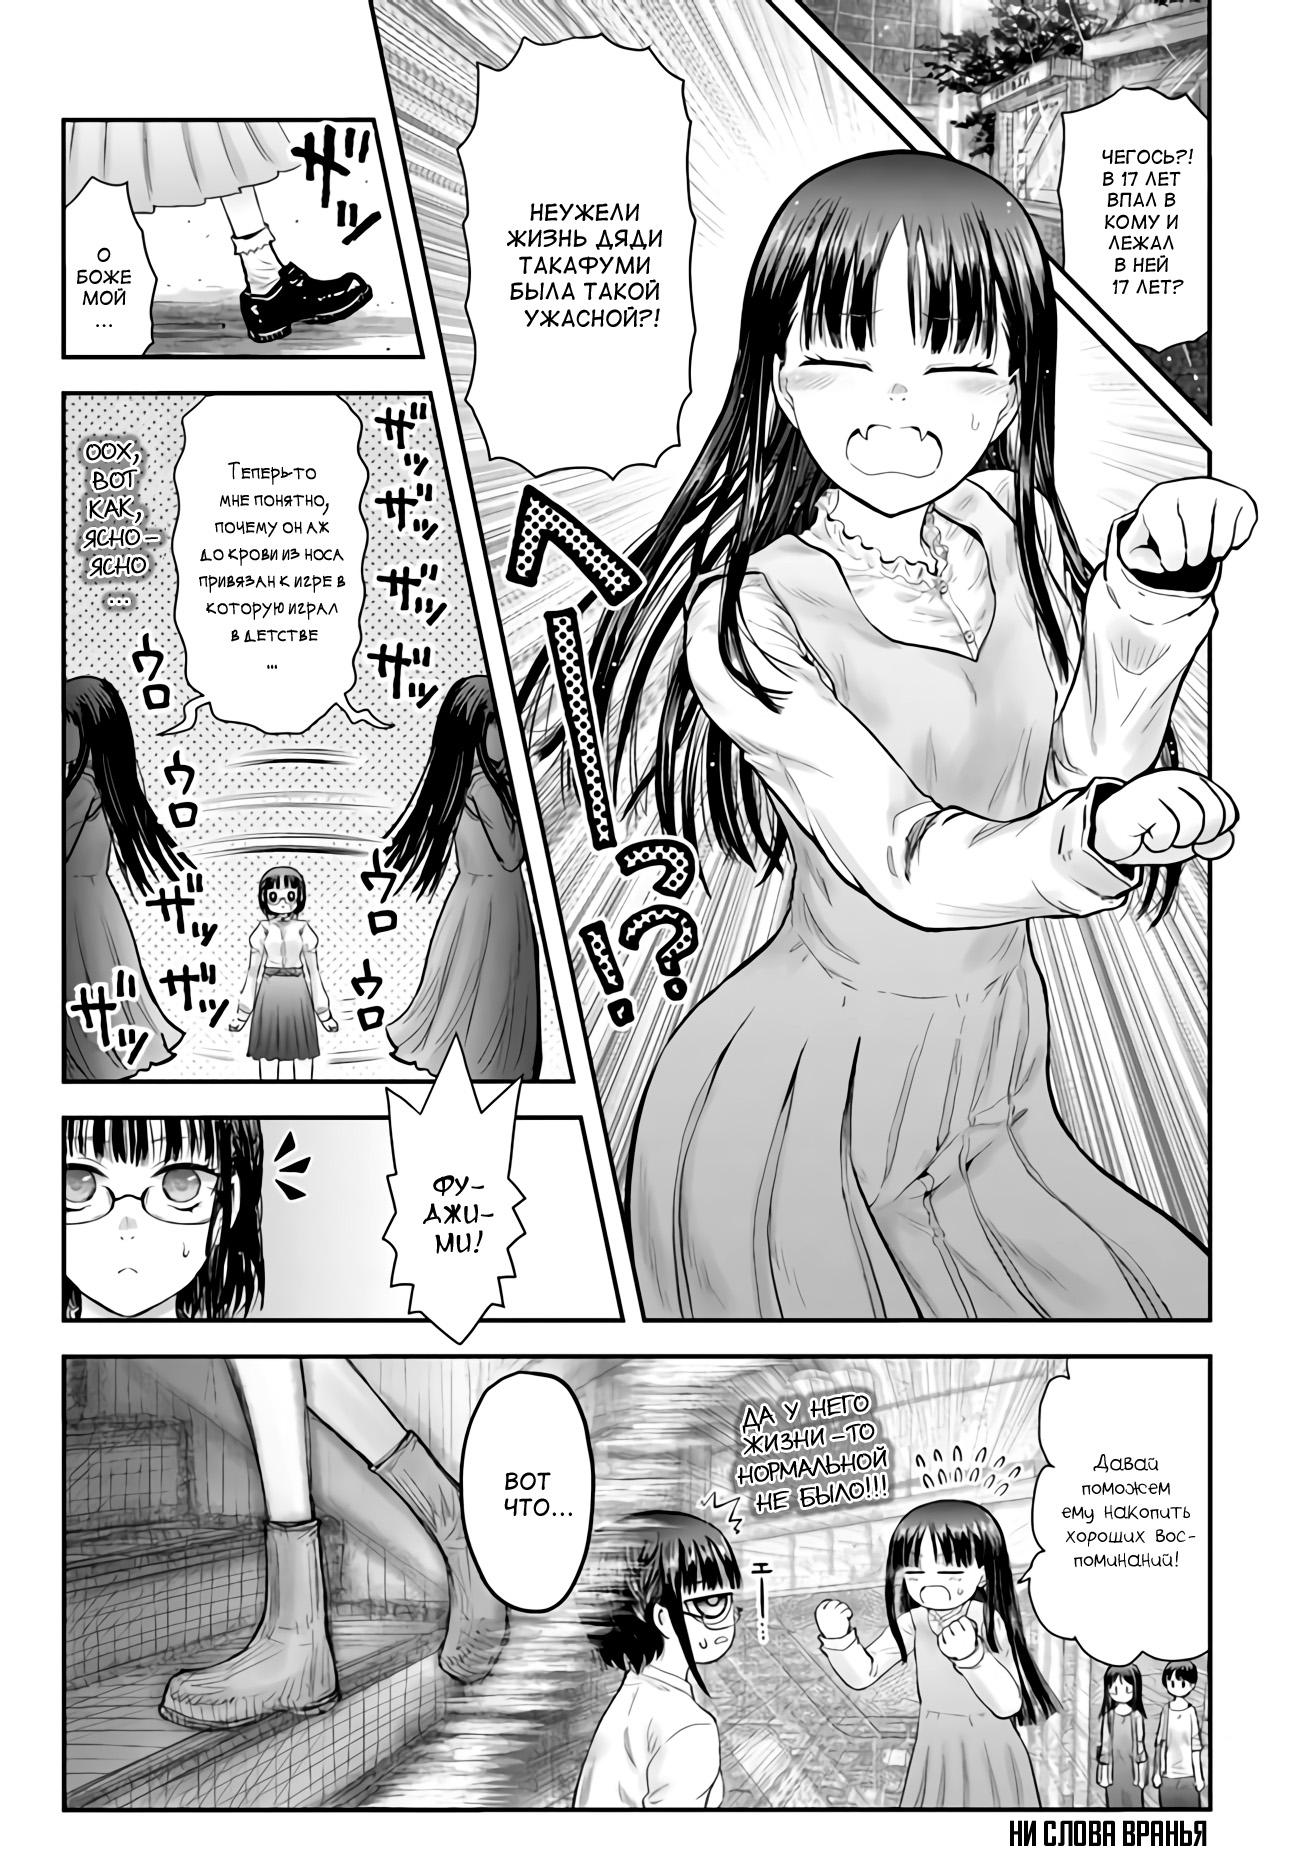 ЧЕГОСЬ?!
В 17 ЛЕТ
ВПАЛ В
КОМУ И
ЛЕЖАЛ
В НЕЙ
17 ЛЕТ?
НЕУЖЕЛИ
ЖИЗНЬ ДЯДИ
ТАКАФУМИ
БЫЛА ТАКОЙ
УЖАСНОЙ?!
へーーっ?!
ザッ
О
БОЖЕ
МОЙ
...
ザッ
ザッ
ザッ
Теперь-то
мне понятно,
почему он аж
до крови из носа
привязан к игре в
которую играл
в детстве
...
ООХ,
ВОТ
КАК,
ЯСНО-
ЯСНО
...
ウロ
ウロ
ウロ
ウロ
ザッ
ザッ
ФУ-
ДЖИ-
МИ!
Давай
поможем
ему накопить
хороших вос-
поминаний!
ДА У НЕГО
ЖИЗНИ-ТО
НОРМАЛЬНОЙ
НЕ БЫЛО!!!
ВОТ
ЧТО...
НИ СЛОВА ВРАНЬЯ